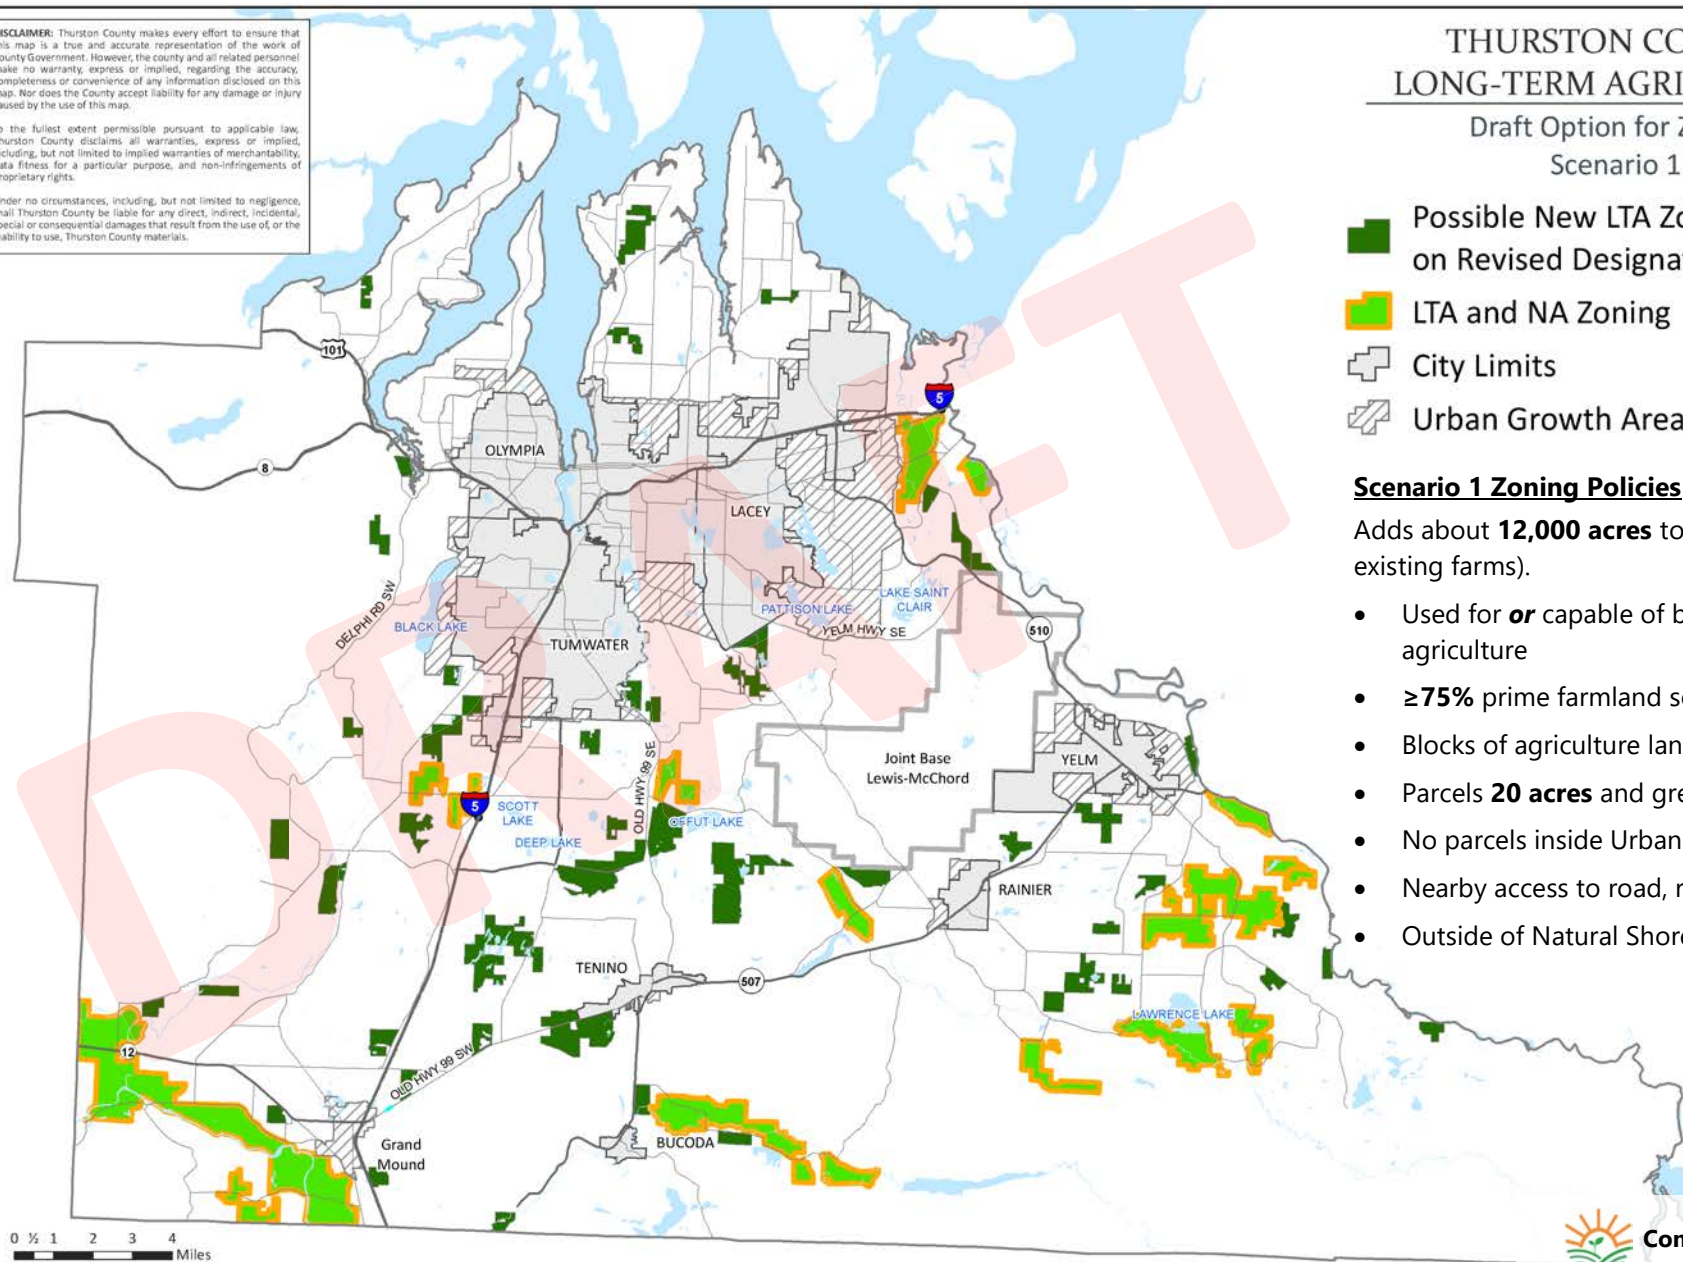 DISCLAIMER: Thurston County makes every effort to ensure that
this map is a true and accurate representation of the work of
County Government. However, the county and all related personnel
make no warranty, express or implied, regarding the accuracy,
completeness or convenience of any information disclosed on this
map. Nor does the County accept liability for any damage or injury
caused by the use of this map.
To the fullest extent permissible pursuant to applicable law,
Thurston County disclaims all warranties, express or implied,
including, but not limited to implied warranties of merchantability,
data fitness for a particular purpose, and non-infringements of
proprietary rights.
Under no circumstances, including, but not limited to negligence,
shall Thurston County be liable for any direct, indirect, incidental,
special or consequential damages that result from the use of, or the
inability to use, Thurston County materials.
THURSTON CO
LONG-TERM AGRI
Draft Option for Z
Scenario 1
Possible New LTA Zo
on Revised Designa
LTA and NA Zoning
City Limits
Urban Growth Area
Scenario 1 Zoning Policies
Adds about 12,000 acres to
existing farms).
• Used for or capable of b
agriculture
• ≥75% prime farmland so
• Blocks of agriculture lan
• Parcels 20 acres and gre
• No parcels inside Urban
• Nearby access to road, r
• Outside of Natural Shore
DRAFT
101
5
8
OLYMPIA
LACEY
DELPHI RD SW
BLACK LAKE
TUMWATER
PATTISON LAKE
LAKE SAINT
CLAIR
YELM HWY SE
510
Joint Base
Lewis-McChord
YELM
OLD HWY 99 SE
5
SCOTT
LAKE
DEEP LAKE
OFFUT LAKE
RAINIER
TENINO
507
LAWRENCE LAKE
12
OLD HWY 99 SW
Grand
Mound
BUCODA
0 ½ 1 2 3 4
Miles
Con